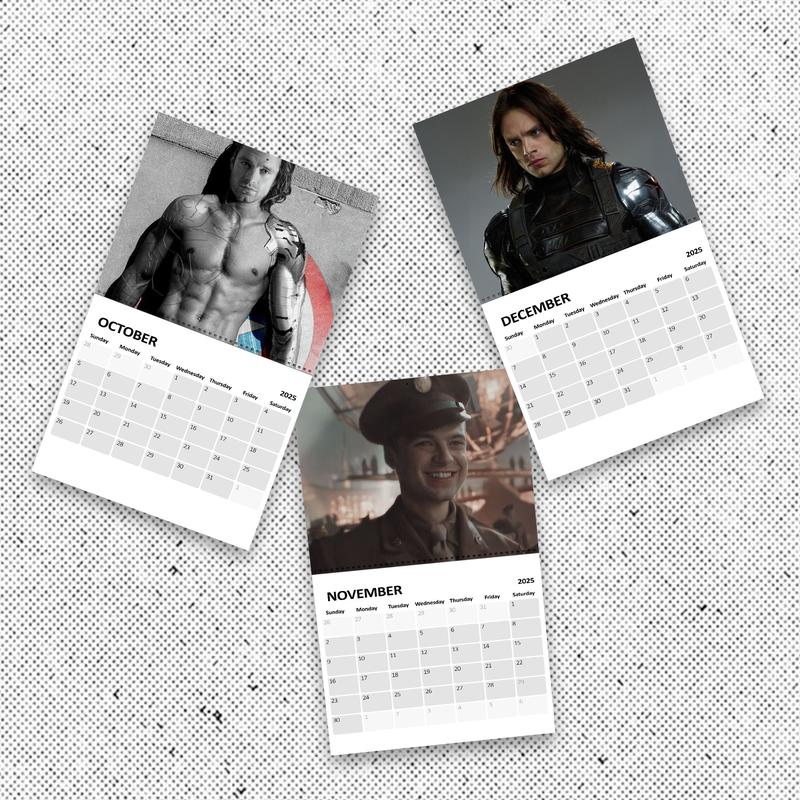 OCTOBER 2025
Sunday Monday Tuesday Wednesday Thursday Friday Saturday
28 29 30 1 2 3 4
5 6 7 8 9 10 11
12 13 14 15 16 17 18
19 20 21 22 23 24 25
26 27 28 29 30 31 1
DECEMBER 2025
Sunday Monday Tuesday Wednesday Thursday Friday Saturday
30 1 2 3 4 5 6
7 8 9 10 11 12 13
14 15 16 17 18 19 20
21 22 23 24 25 26 27
28 29 30 31 1 2 3
NOVEMBER 2025
Sunday Monday Tuesday Wednesday Thursday Friday Saturday
26 27 28 29 30 31 1
2 3 4 5 6 7 8
9 10 11 12 13 14 15
16 17 18 19 20 21 22
23 24 25 26 27 28 29
30 1 2 3 4 5 6